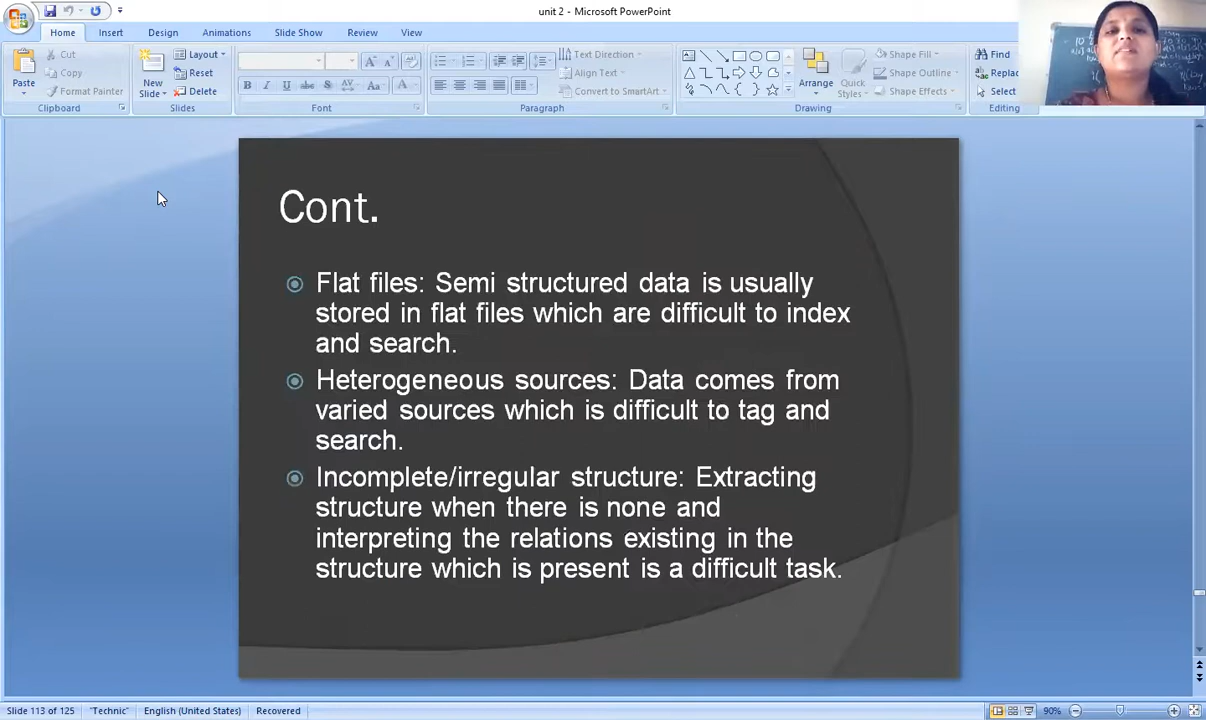 unit 2 - Microsoft PowerPoint
Home Insert Design Animations Slide Show Review View
Paste
Cut
Copy
Format Painter
Clipboard
New Slide
Layout
Reset
Delete
Slides
B I U abc S AV Aa A
Font
Text Direction
Align Text
Convert to SmartArt
Paragraph
Arrange
Quick Styles
Shape Fill
Shape Outline
Shape Effects
Drawing
Find
Replac
Select
Editing
Cont.
Flat files: Semi structured data is usually
stored in flat files which are difficult to index
and search.
Heterogeneous sources: Data comes from
varied sources which is difficult to tag and
search.
Incomplete/irregular structure: Extracting
structure when there is none and
interpreting the relations existing in the
structure which is present is a difficult task.
Slide 113 of 125 "Technic" English (United States) Recovered 90%